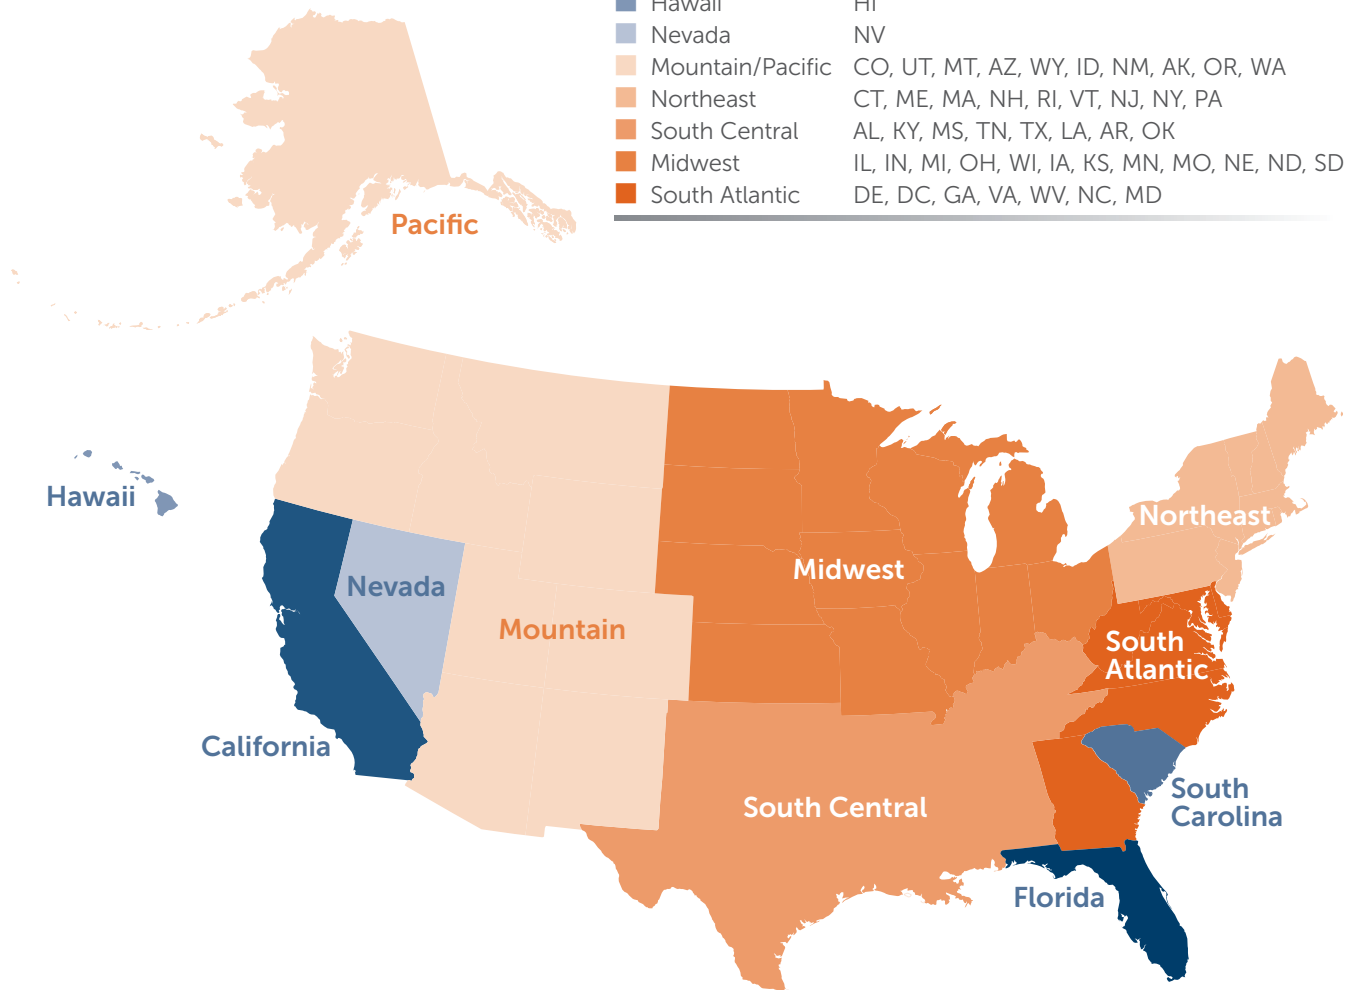 Hawaii HI
Nevada NV
Mountain/Pacific CO, UT, MT, AZ, WY, ID, NM, AK, OR, WA
Northeast CT, ME, MA, NH, RI, VT, NJ, NY, PA
South Central AL, KY, MS, TN, TX, LA, AR, OK
Midwest IL, IN, MI, OH, WI, IA, KS, MN, MO, NE, ND, SD
South Atlantic DE, DC, GA, VA, WV, NC, MD
Pacific
Hawaii
Northeast
Midwest
Nevada
Mountain
South
Atlantic
California
South Central
South
Carolina
Florida